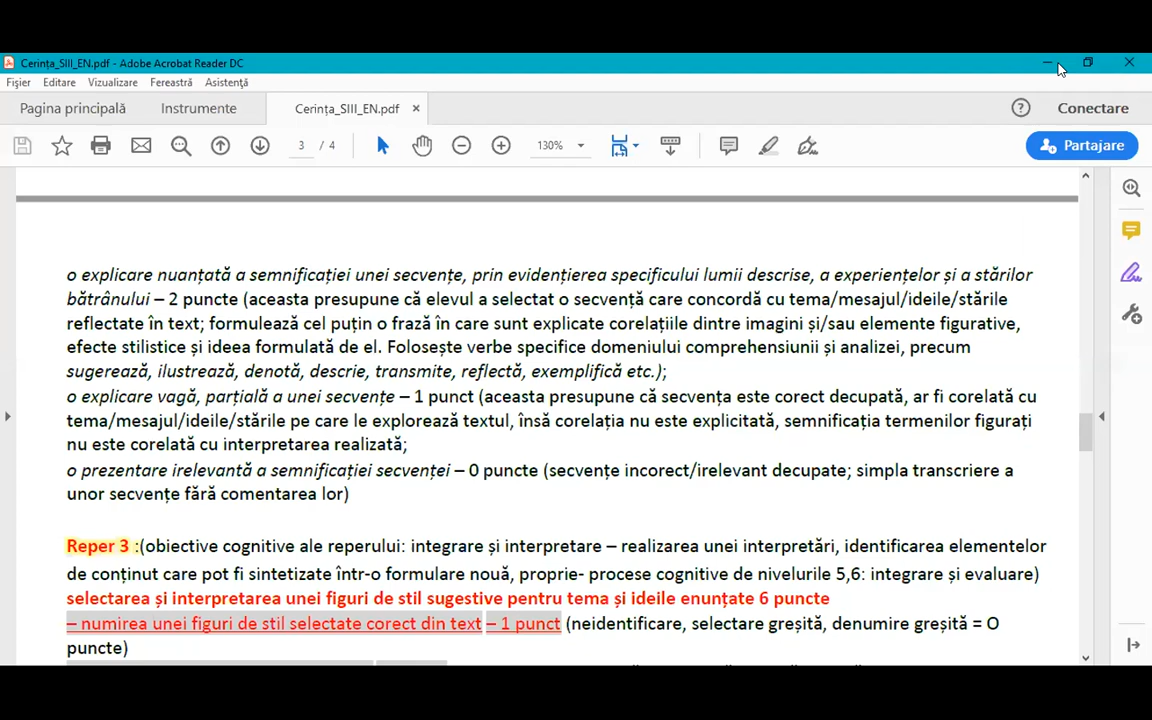 Cerința_SIII_EN.pdf - Adobe Acrobat Reader DC
Fișier Editare Vizualizare Fereastră Asistență
Pagina principală Instrumente Cerința_SIII_EN.pdf × Conectare
3 / 4 130% Partajare
o explicare nuanțată a semnificației unei secvențe, prin evidențierea specificului lumii descrise, a experiențelor și a stărilor
bătrânului – 2 puncte (aceasta presupune că elevul a selectat o secvență care concordă cu tema/mesajul/ideile/stările
reflectate în text; formulează cel puțin o frază în care sunt explicate corelațiile dintre imagini și/sau elemente figurative,
efecte stilistice și ideea formulată de el. Folosește verbe specifice domeniului comprehensiunii și analizei, precum
sugerează, ilustrează, denotă, descrie, transmite, reflectă, exemplifică etc.);
o explicare vagă, parțială a unei secvențe – 1 punct (aceasta presupune că secvența este corect decupată, ar fi corelată cu
tema/mesajul/ideile/stările pe care le explorează textul, însă corelația nu este explicitată, semnificația termenilor figurați
nu este corelată cu interpretarea realizată;
o prezentare irelevantă a semnificației secvenței – 0 puncte (secvențe incorect/irelevant decupate; simpla transcriere a
unor secvențe fără comentarea lor)
Reper 3 :(obiective cognitive ale reperului: integrare și interpretare – realizarea unei interpretări, identificarea elementelor
de conținut care pot fi sintetizate într-o formulare nouă, proprie- procese cognitive de nivelurile 5,6: integrare și evaluare)
selectarea și interpretarea unei figuri de stil sugestive pentru tema și ideile enunțate 6 puncte
– numirea unei figuri de stil selectate corect din text – 1 punct (neidentificare, selectare greșită, denumire greșită = O
puncte)